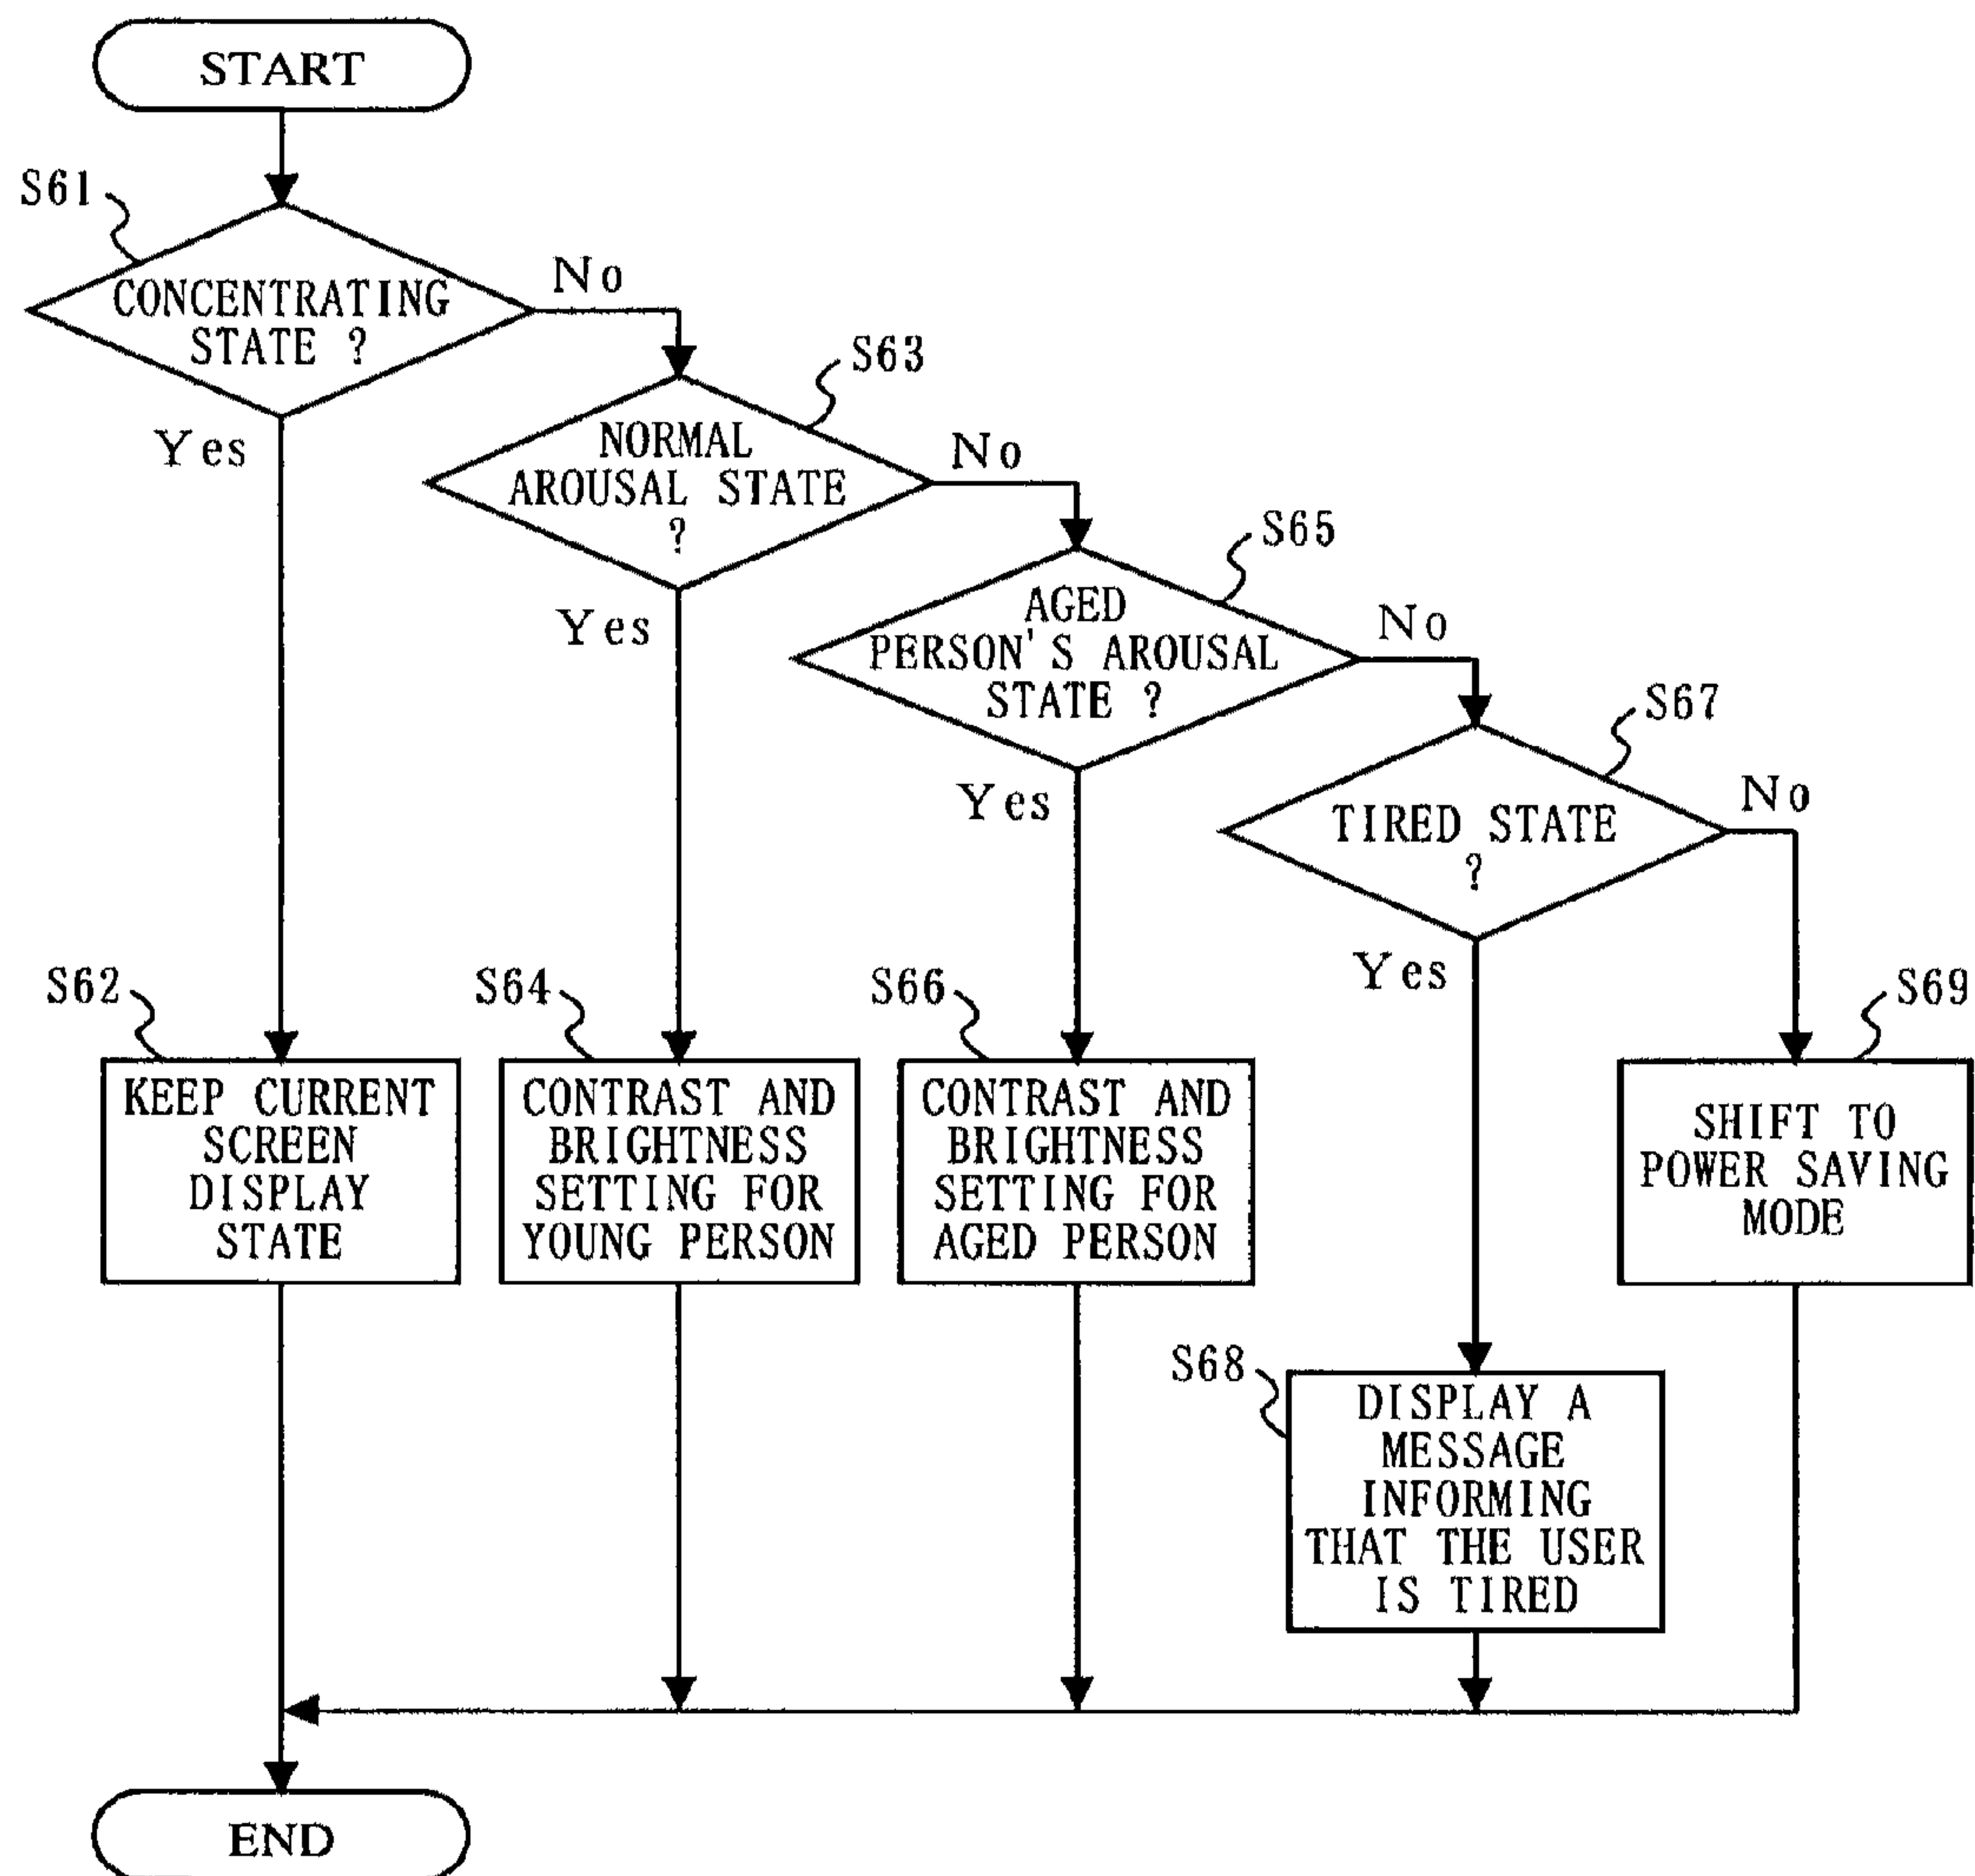 START
S61
CONCENTRATING
STATE ?
No
Yes
S63
NORMAL
AROUSAL STATE
?
No
Yes
S65
AGED
PERSON'S AROUSAL
STATE ?
No
Yes
S67
TIRED STATE
?
No
Yes
S62
KEEP CURRENT
SCREEN
DISPLAY
STATE
S64
CONTRAST AND
BRIGHTNESS
SETTING FOR
YOUNG PERSON
S66
CONTRAST AND
BRIGHTNESS
SETTING FOR
AGED PERSON
S69
SHIFT TO
POWER SAVING
MODE
S68
DISPLAY A
MESSAGE
INFORMING
THAT THE USER
IS TIRED
END